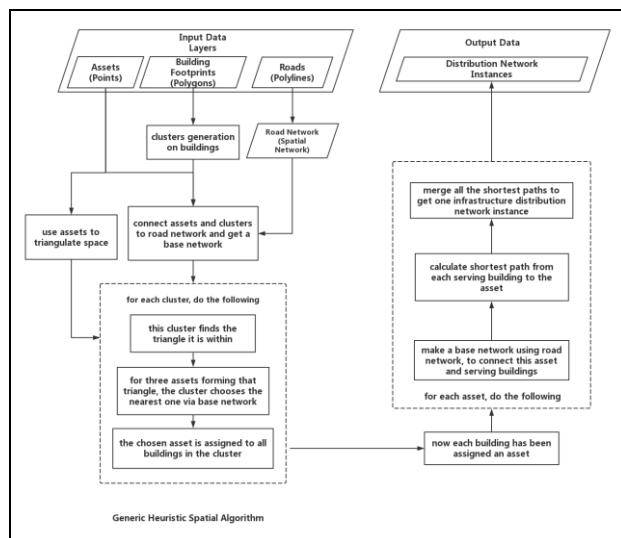 Input Data
Layers
Assets
(Points)
Building
Footprints
(Polygons)
Roads
(Polylines)
clusters generation
on buildings
Road Network
(Spatial
Network)
use assets to
triangulate space
connect assets and clusters
to road network and get a
base network
for each cluster, do the following
this cluster finds the
triangle it is within
for three assets forming that
triangle, the cluster chooses the
nearest one via base network
the chosen asset is assigned to all
buildings in the cluster
Generic Heuristic Spatial Algorithm
Output Data
Distribution Network
Instances
merge all the shortest paths to
get one infrastructure distribution
network instance
calculate shortest path from
each serving building to the
asset
make a base network using road
network, to connect this asset
and serving buildings
for each asset, do the following
now each building has been
assigned an asset